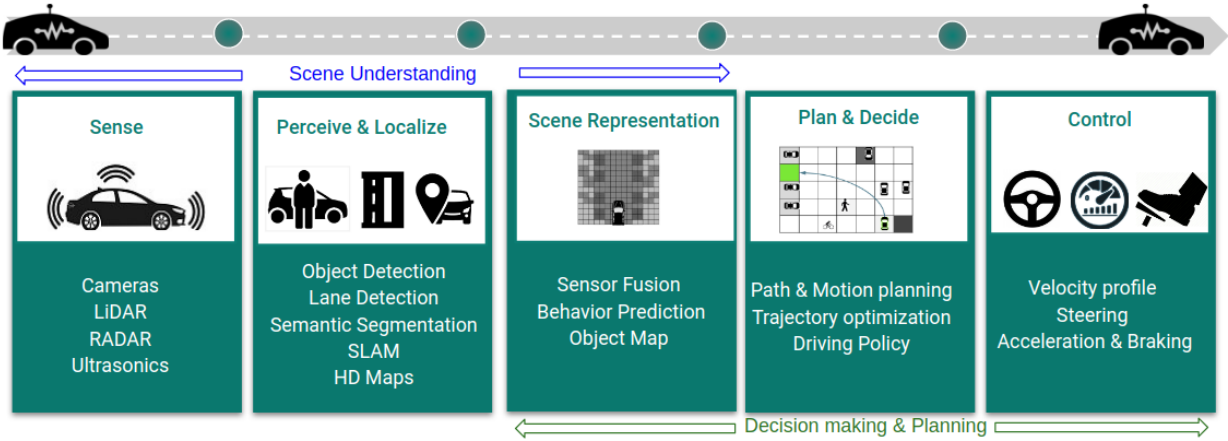 Scene Understanding
Sense
Cameras
LiDAR
RADAR
Ultrasonics
Perceive & Localize
Object Detection
Lane Detection
Semantic Segmentation
SLAM
HD Maps
Scene Representation
Sensor Fusion
Behavior Prediction
Object Map
Plan & Decide
Path & Motion planning
Trajectory optimization
Driving Policy
Control
Velocity profile
Steering
Acceleration & Braking
Decision making & Planning